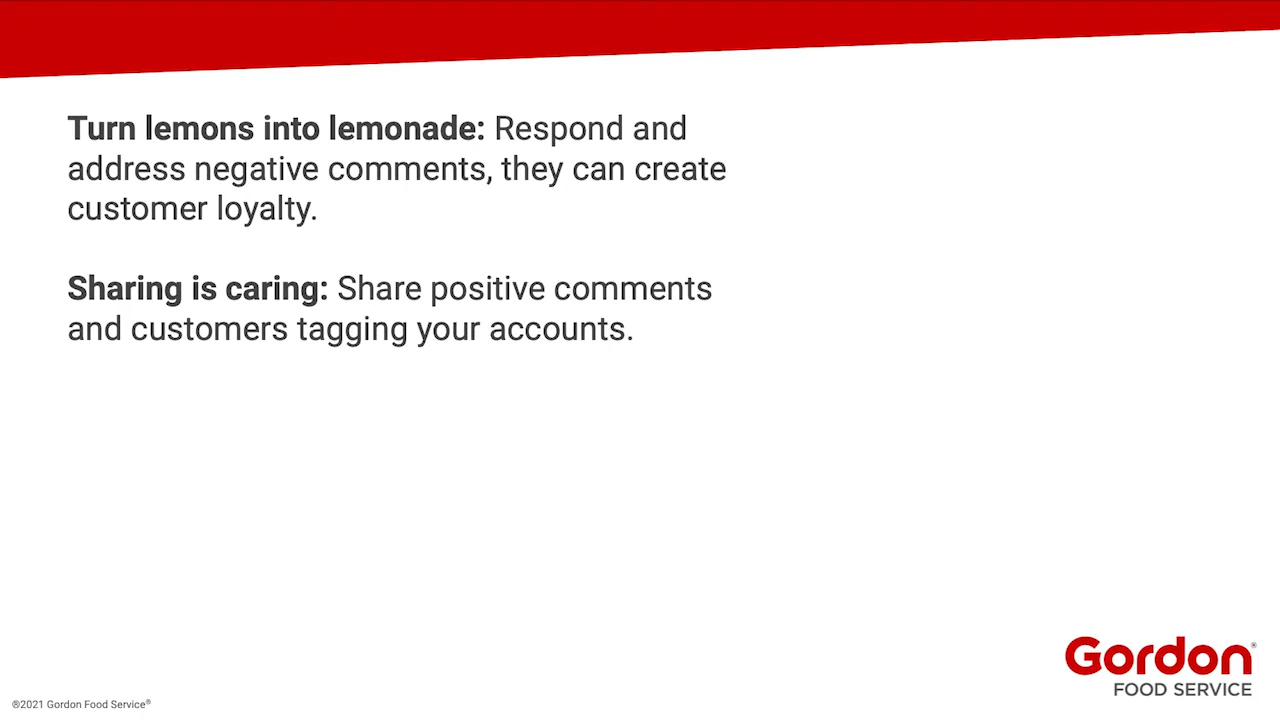 Turn lemons into lemonade: Respond and
address negative comments, they can create
customer loyalty.
Sharing is caring: Share positive comments
and customers tagging your accounts.
Gordon®
FOOD SERVICE
®2021 Gordon Food Service®